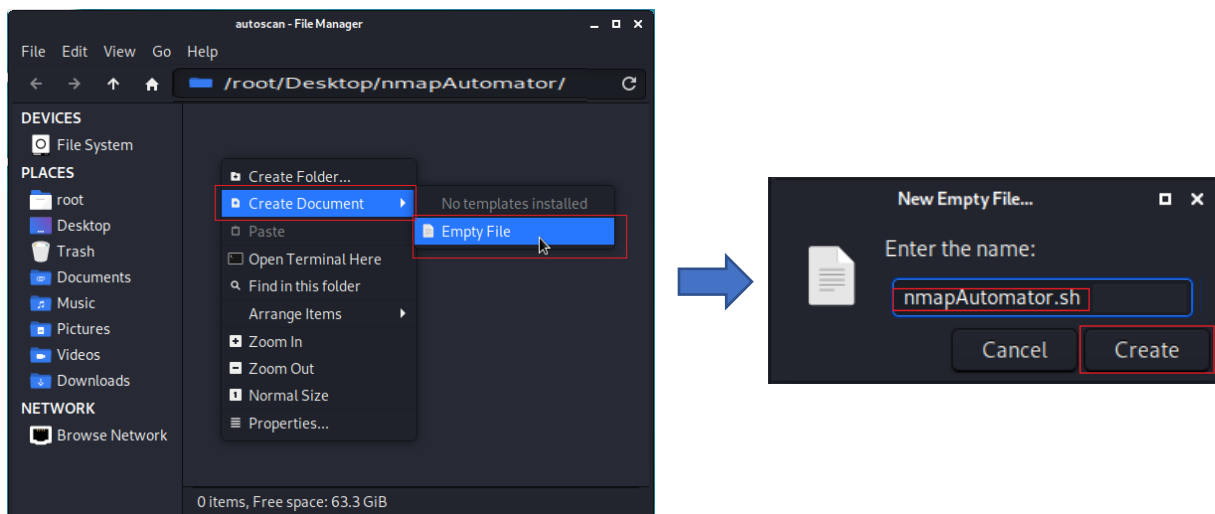 autoscan - File Manager
File Edit View Go Help
/root/Desktop/nmapAutomator/
DEVICES
File System
PLACES
root
Desktop
Trash
Documents
Music
Pictures
Videos
Downloads
NETWORK
Browse Network
Create Folder...
Create Document
Paste
Open Terminal Here
Find in this folder
Arrange Items
Zoom In
Zoom Out
Normal Size
Properties...
No templates installed
Empty File
0 items, Free space: 63.3 GiB
New Empty File...
Enter the name:
nmapAutomator.sh
Cancel Create